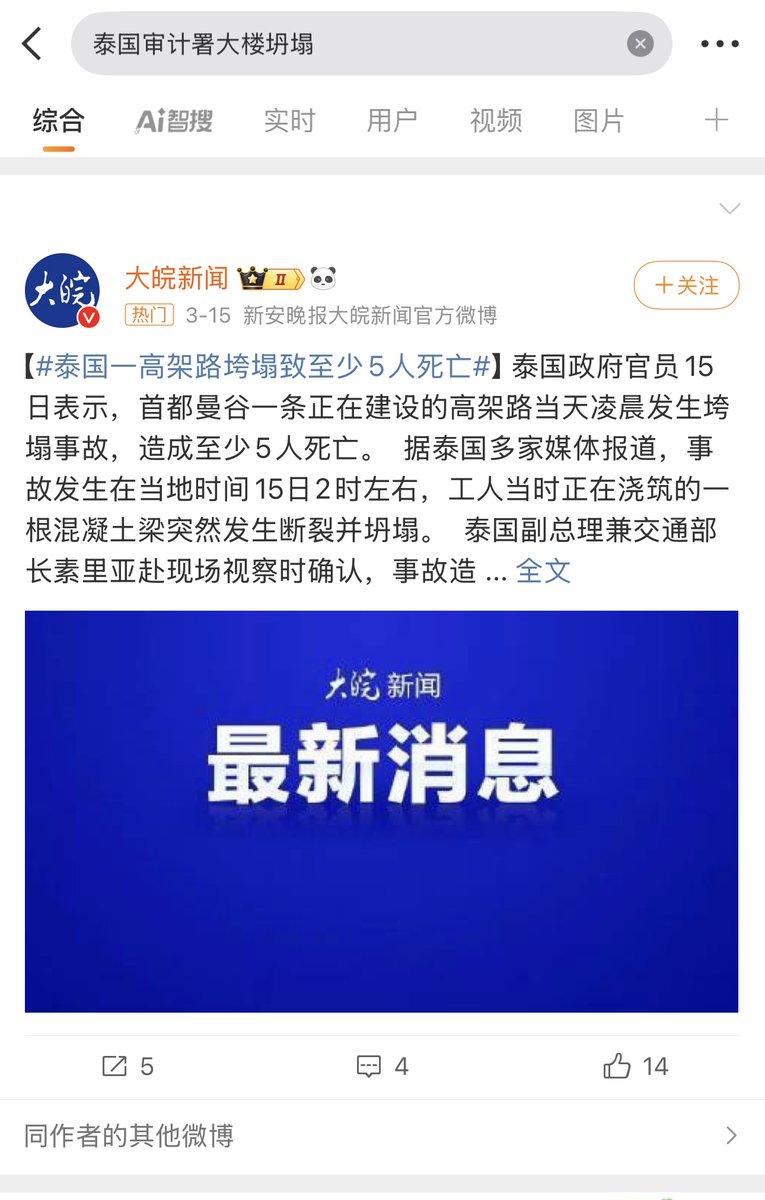 泰国审计署大楼坍塌
综合 Ai智搜 实时 用户 视频 图片
大皖
大皖新闻 II
热门 3-15 新安晚报大皖新闻官方微博
+关注
【#泰国一高架路垮塌致至少5人死亡#】泰国政府官员15
日表示，首都曼谷一条正在建设的高架路当天凌晨发生垮
塌事故，造成至少5人死亡。 据泰国多家媒体报道，事
故发生在当地时间15日2时左右，工人当时正在浇筑的一
根混凝土梁突然发生断裂并坍塌。 泰国副总理兼交通部
长素里亚赴现场视察时确认，事故造 ... 全文
大皖新闻
最新消息
5 4 14
同作者的其他微博